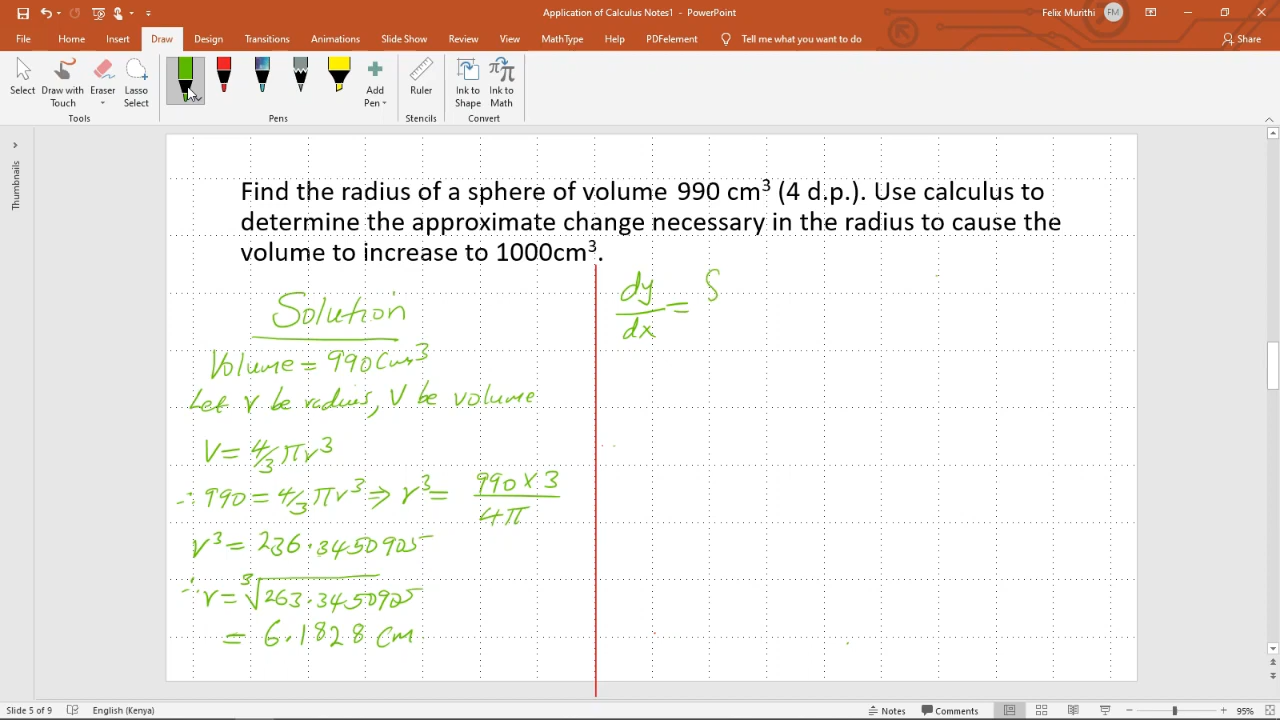 Application of Calculus Notes1 - PowerPoint
Felix Murithi FM
File Home Insert Draw Design Transitions Animations Slide Show Review View MathType Help PDFelement Tell me what you want to do Share
Select Draw with Touch Eraser Lasso Select Add Pen Ruler Ink to Shape Ink to Math
Tools Pens Stencils Convert
Thumbnails
Find the radius of a sphere of volume 990 cm³ (4 d.p.). Use calculus to
determine the approximate change necessary in the radius to cause the
volume to increase to 1000cm³.
Solution
Volume = 990 Cm³
Let r be radius, V be volume
V = 4/3 πr³
∴ 990 = 4/3 πr³ ⇒ r³ = 990 × 3 / 4π
r³ = 236.3450905
∴ r = ³√263.3450905
= 6.1828 cm
dy/dx = S
Slide 5 of 9 English (Kenya) Notes Comments 95%